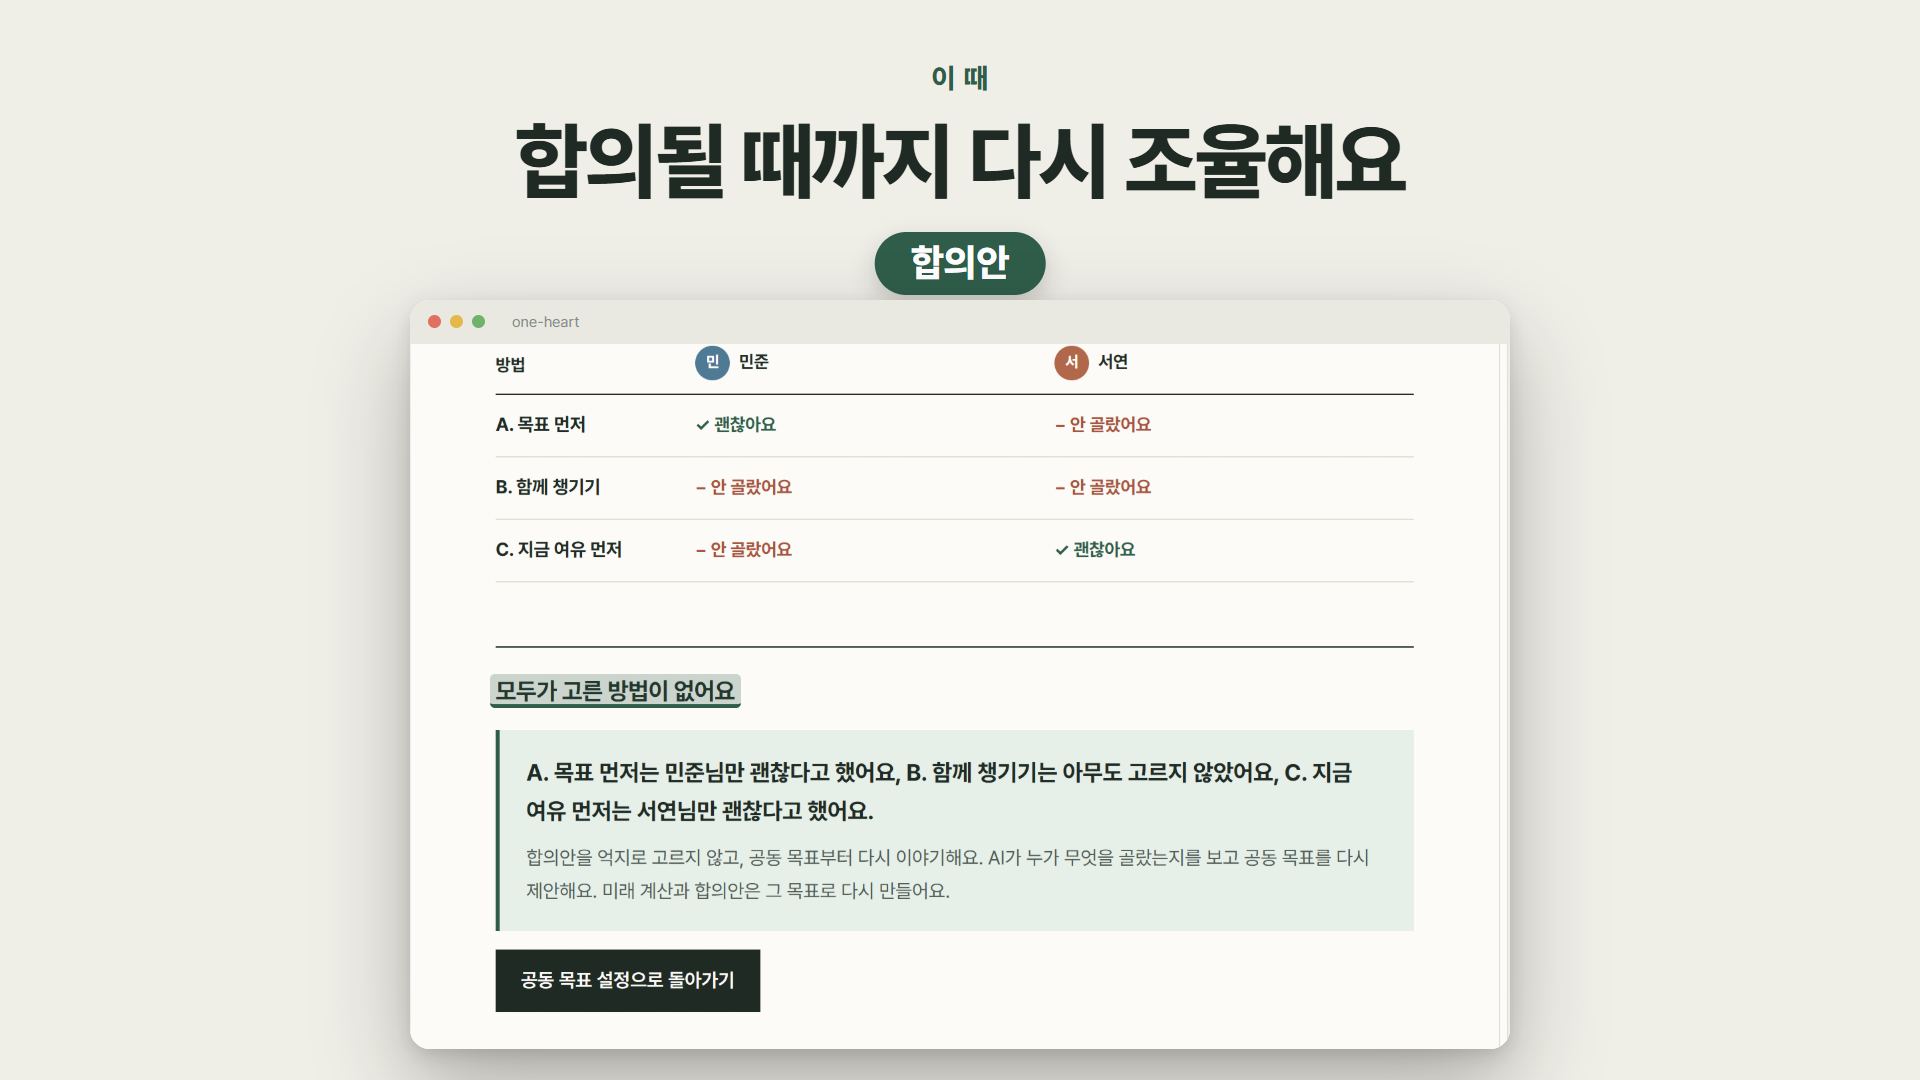 이 때
합의될 때까지 다시 조율해요
합의안
one-heart
방법 민 민준 서 서연
A. 목표 먼저 ✓ 괜찮아요 – 안 골랐어요
B. 함께 챙기기 – 안 골랐어요 – 안 골랐어요
C. 지금 여유 먼저 – 안 골랐어요 ✓ 괜찮아요
모두가 고른 방법이 없어요
A. 목표 먼저는 민준님만 괜찮다고 했어요, B. 함께 챙기기는 아무도 고르지 않았어요, C. 지금
여유 먼저는 서연님만 괜찮다고 했어요.
합의안을 억지로 고르지 않고, 공동 목표부터 다시 이야기해요. AI가 누가 무엇을 골랐는지를 보고 공동 목표를 다시
제안해요. 미래 계산과 합의안은 그 목표로 다시 만들어요.
공동 목표 설정으로 돌아가기